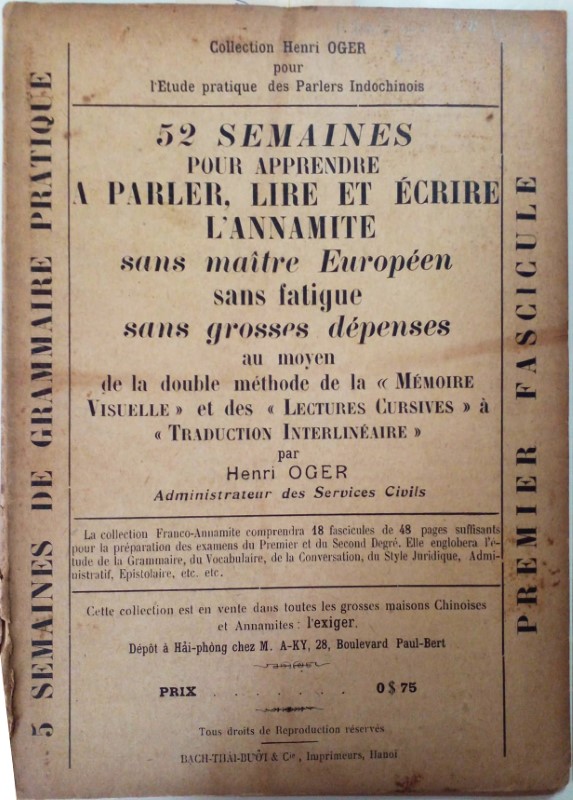 Collection Henri OGER
pour
l'Etude pratique des Parlers Indochinois
52 SEMAINES
POUR APPRENDRE
A PARLER, LIRE ET ÉCRIRE
L'ANNAMITE
sans maître Européen
sans fatigue
sans grosses dépenses
au moyen
de la double méthode de la « MÉMOIRE
VISUELLE » et des « LECTURES CURSIVES » à
« TRADUCTION INTERLINÉAIRE »
par
Henri OGER
Administrateur des Services Civils
La collection Franco-Annamite comprendra 18 fascicules de 48 pages suffisants
pour la préparation des examens du Premier et du Second Degré. Elle englobera l'é-
tude de la Grammaire, du Vocabulaire, de la Conversation, du Style Juridique, Admi-
nistratif, Epistolaire, etc. etc.
Cette collection est en vente dans toutes les grosses maisons Chinoises
et Annamites : l'exiger.
Dépôt à Hải-phòng chez M. A-KY, 28, Boulevard Paul-Bert
PRIX . . . . . . . 0$75
Tous droits de Reproduction réservés
BACH-THÁI-BƯỞI & Cie, Imprimeurs, Hanoi
5 SEMAINES DE GRAMMAIRE PRATIQUE
PREMIER FASCICULE